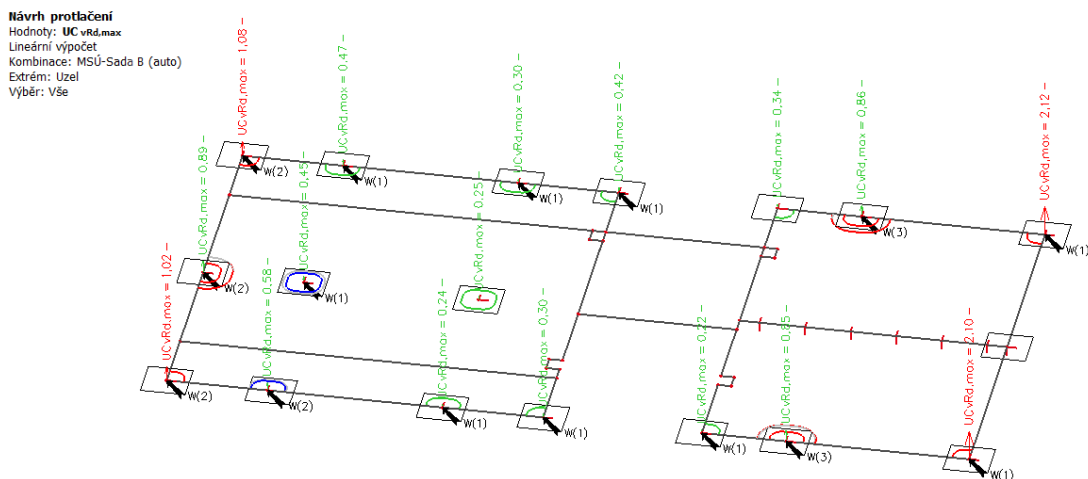 Návrh protlačení
Hodnoty: UC vRd,max
Lineární výpočet
Kombinace: MSÚ-Sada B (auto)
Extrém: Uzel
Výběr: Vše
UCvRd,max = 1,08
UCvRd,max = 0,47
UCvRd,max = 0,30
UCvRd,max = 0,42
UCvRd,max = 0,34
UCvRd,max = 0,86
UCvRd,max = 2,12
W(2)
W(1)
W(1)
W(1)
W(3)
W(1)
UCvRd,max = 0,89
UCvRd,max = 0,45
UCvRd,max = 0,25
W(2)
W(1)
UCvRd,max = 1,02
UCvRd,max = 0,58
UCvRd,max = 0,24
UCvRd,max = 0,30
UCvRd,max = 0,22
UCvRd,max = 0,85
UCvRd,max = 2,10
W(2)
W(2)
W(1)
W(1)
W(1)
W(3)
W(1)